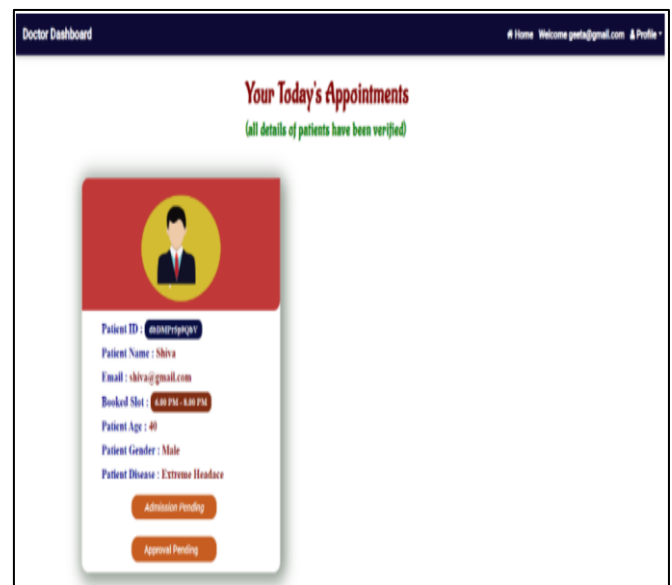 Doctor Dashboard
Home Welcome geeta@gmail.com Profile
Your Today's Appointments
(all details of patients have been verified)
Patient ID :
Patient Name : Shiva
Email : shiva@gmail.com
Booked Slot : 6.00 PM - 8.00 PM
Patient Age : 40
Patient Gender : Male
Patient Disease : Extreme Headace
Admission Pending
Approval Pending